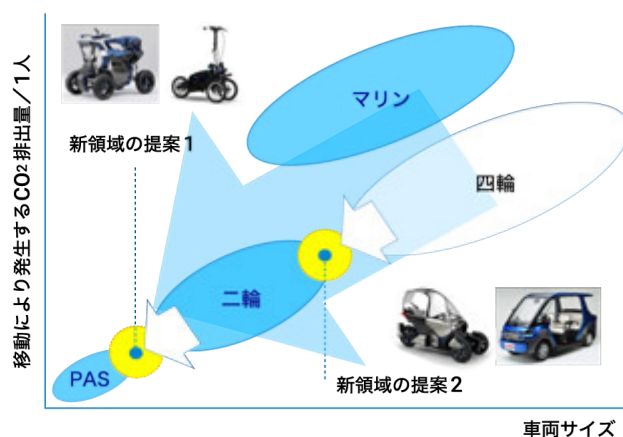 移動により発生するCO2排出量／1人
新領域の提案1
マリン
四輪
二輪
PAS
新領域の提案2
車両サイズ